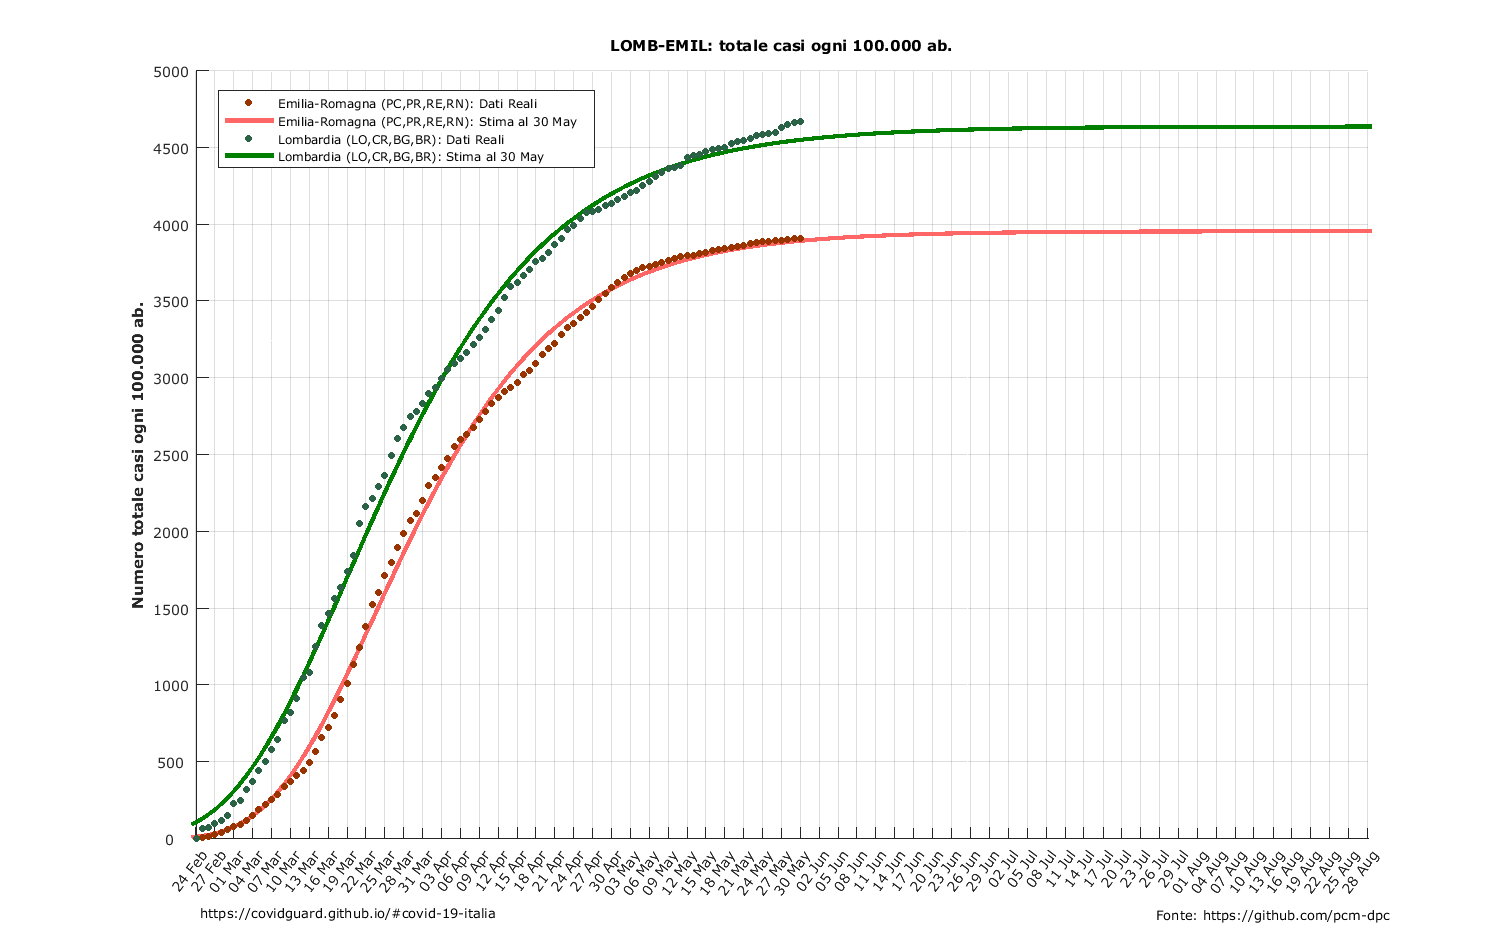 LOMB-EMIL: totale casi ogni 100.000 ab.
Emilia-Romagna (PC,PR,RE,RN): Dati Reali
Emilia-Romagna (PC,PR,RE,RN): Stima al 30 May
Lombardia (LO,CR,BG,BR): Dati Reali
Lombardia (LO,CR,BG,BR): Stima al 30 May
Numero totale casi ogni 100.000 ab.
5000
4500
4000
3500
3000
2500
2000
1500
1000
500
0
24 Feb
27 Feb
01 Mar
04 Mar
07 Mar
10 Mar
13 Mar
16 Mar
19 Mar
22 Mar
25 Mar
28 Mar
31 Mar
03 Apr
06 Apr
09 Apr
12 Apr
15 Apr
18 Apr
21 Apr
24 Apr
27 Apr
30 Apr
03 May
06 May
09 May
12 May
15 May
18 May
21 May
24 May
27 May
30 May
02 Jun
05 Jun
08 Jun
11 Jun
14 Jun
17 Jun
20 Jun
23 Jun
26 Jun
29 Jun
02 Jul
05 Jul
08 Jul
11 Jul
14 Jul
17 Jul
20 Jul
23 Jul
26 Jul
29 Jul
01 Aug
04 Aug
07 Aug
10 Aug
13 Aug
16 Aug
19 Aug
22 Aug
25 Aug
28 Aug
https://covidguard.github.io/#covid-19-italia
Fonte: https://github.com/pcm-dpc